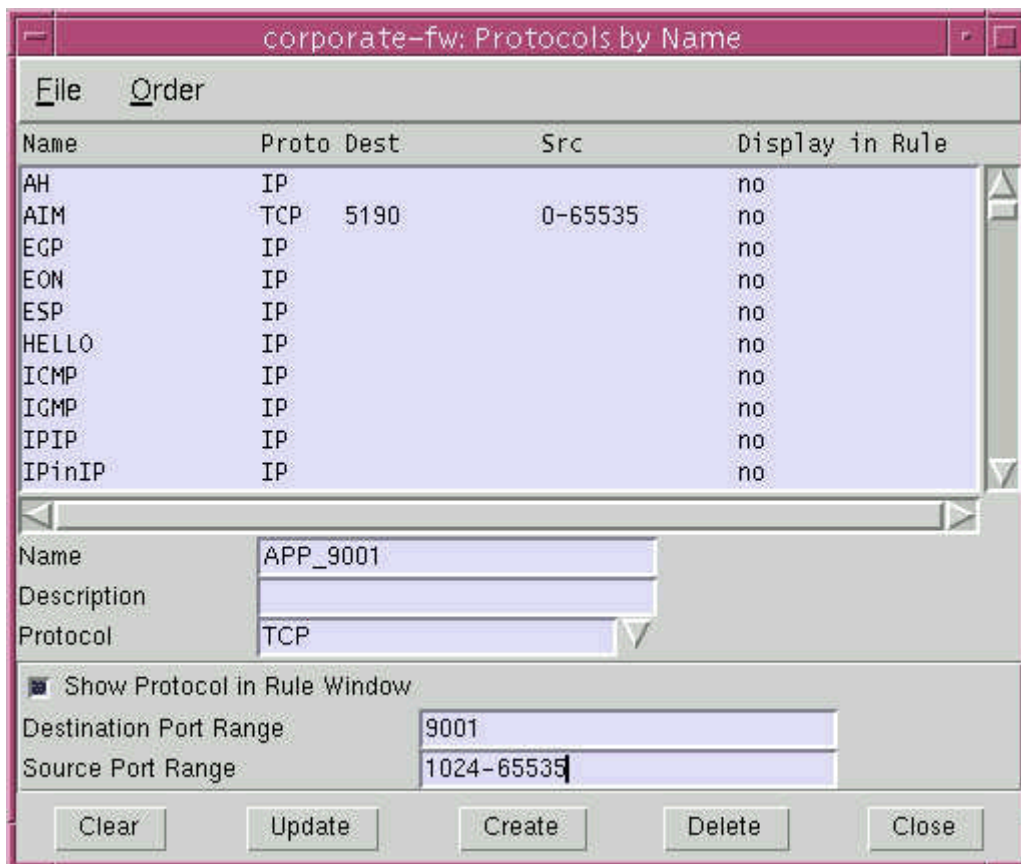 corporate-fw: Protocols by Name
File Order
Name Proto Dest Src Display in Rule
AH IP no
AIM TCP 5190 0-65535 no
EGP IP no
EON IP no
ESP IP no
HELLO IP no
ICMP IP no
IGMP IP no
IPIP IP no
IPinIP IP no
Name APP_9001
Description
Protocol TCP
Show Protocol in Rule Window
Destination Port Range 9001
Source Port Range 1024-65535
Clear Update Create Delete Close